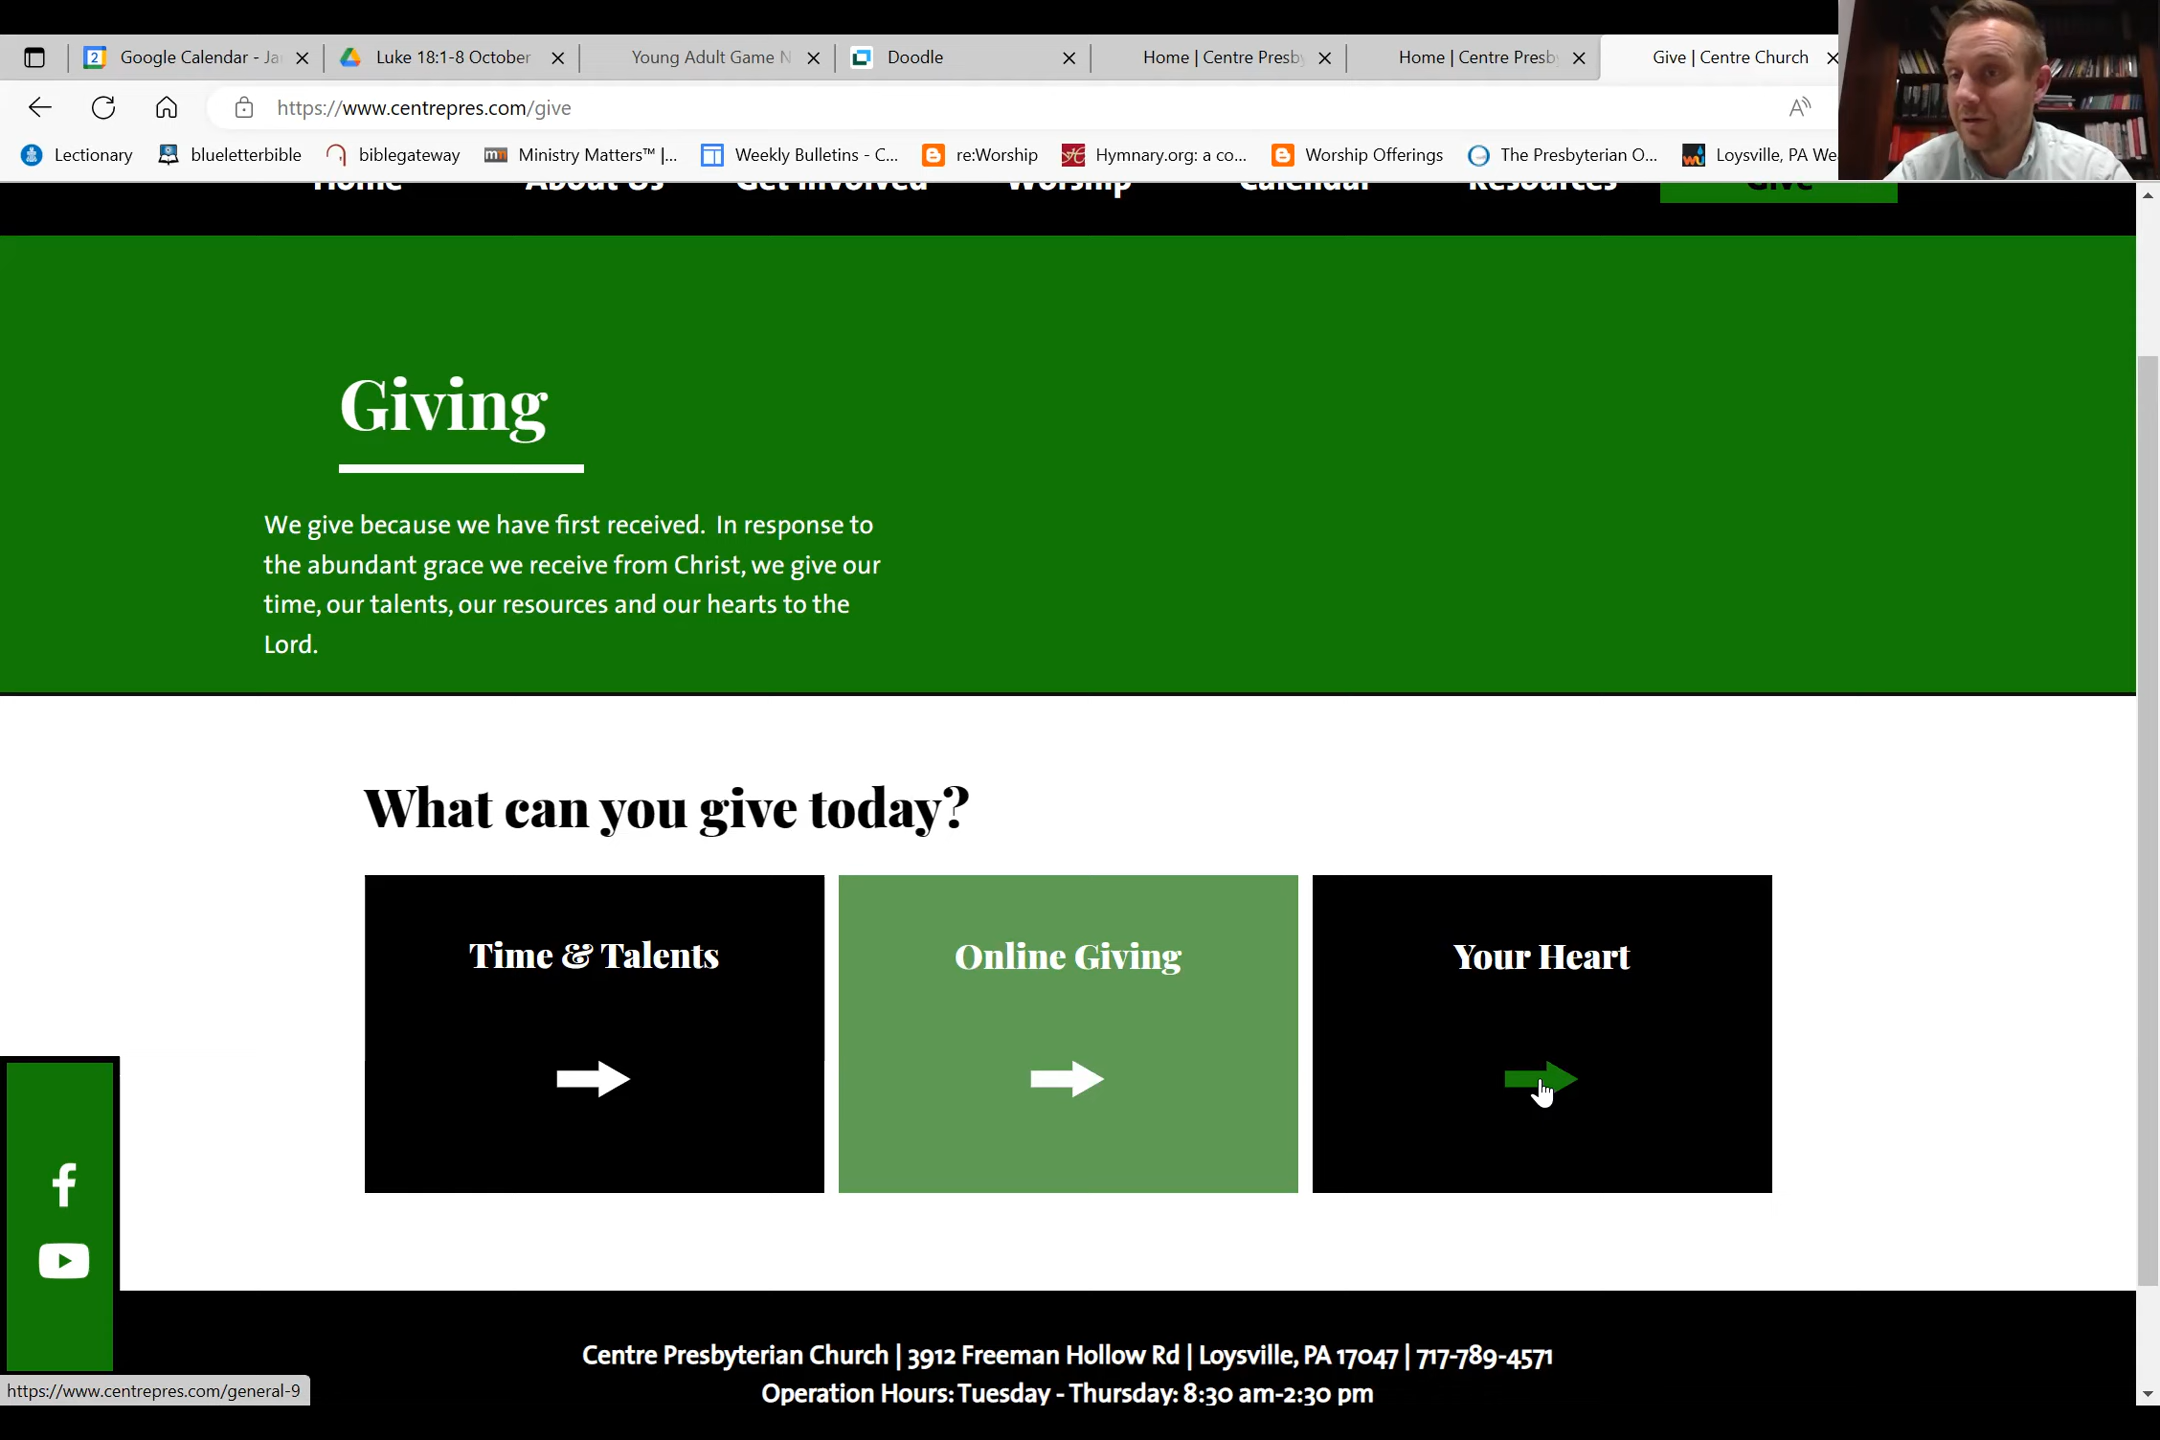 Google Calendar - Ja
Luke 18:1-8 October
Young Adult Game N
Doodle
Home | Centre Presby
Home | Centre Presb
Give | Centre Church
https://www.centrepres.com/give
Lectionary
blueletterbible
biblegateway
Ministry Matters™ |...
Weekly Bulletins - C...
re:Worship
Hymnary.org: a co...
Worship Offerings
The Presbyterian O...
Loysville, PA We
Home
About Us
Get Involved
Worship
Calendar
Resources
Give
Giving
We give because we have first received. In response to
the abundant grace we receive from Christ, we give our
time, our talents, our resources and our hearts to the
Lord.
What can you give today?
Time & Talents
Online Giving
Your Heart
Centre Presbyterian Church | 3912 Freeman Hollow Rd | Loysville, PA 17047 | 717-789-4571
Operation Hours: Tuesday - Thursday: 8:30 am-2:30 pm
https://www.centrepres.com/general-9